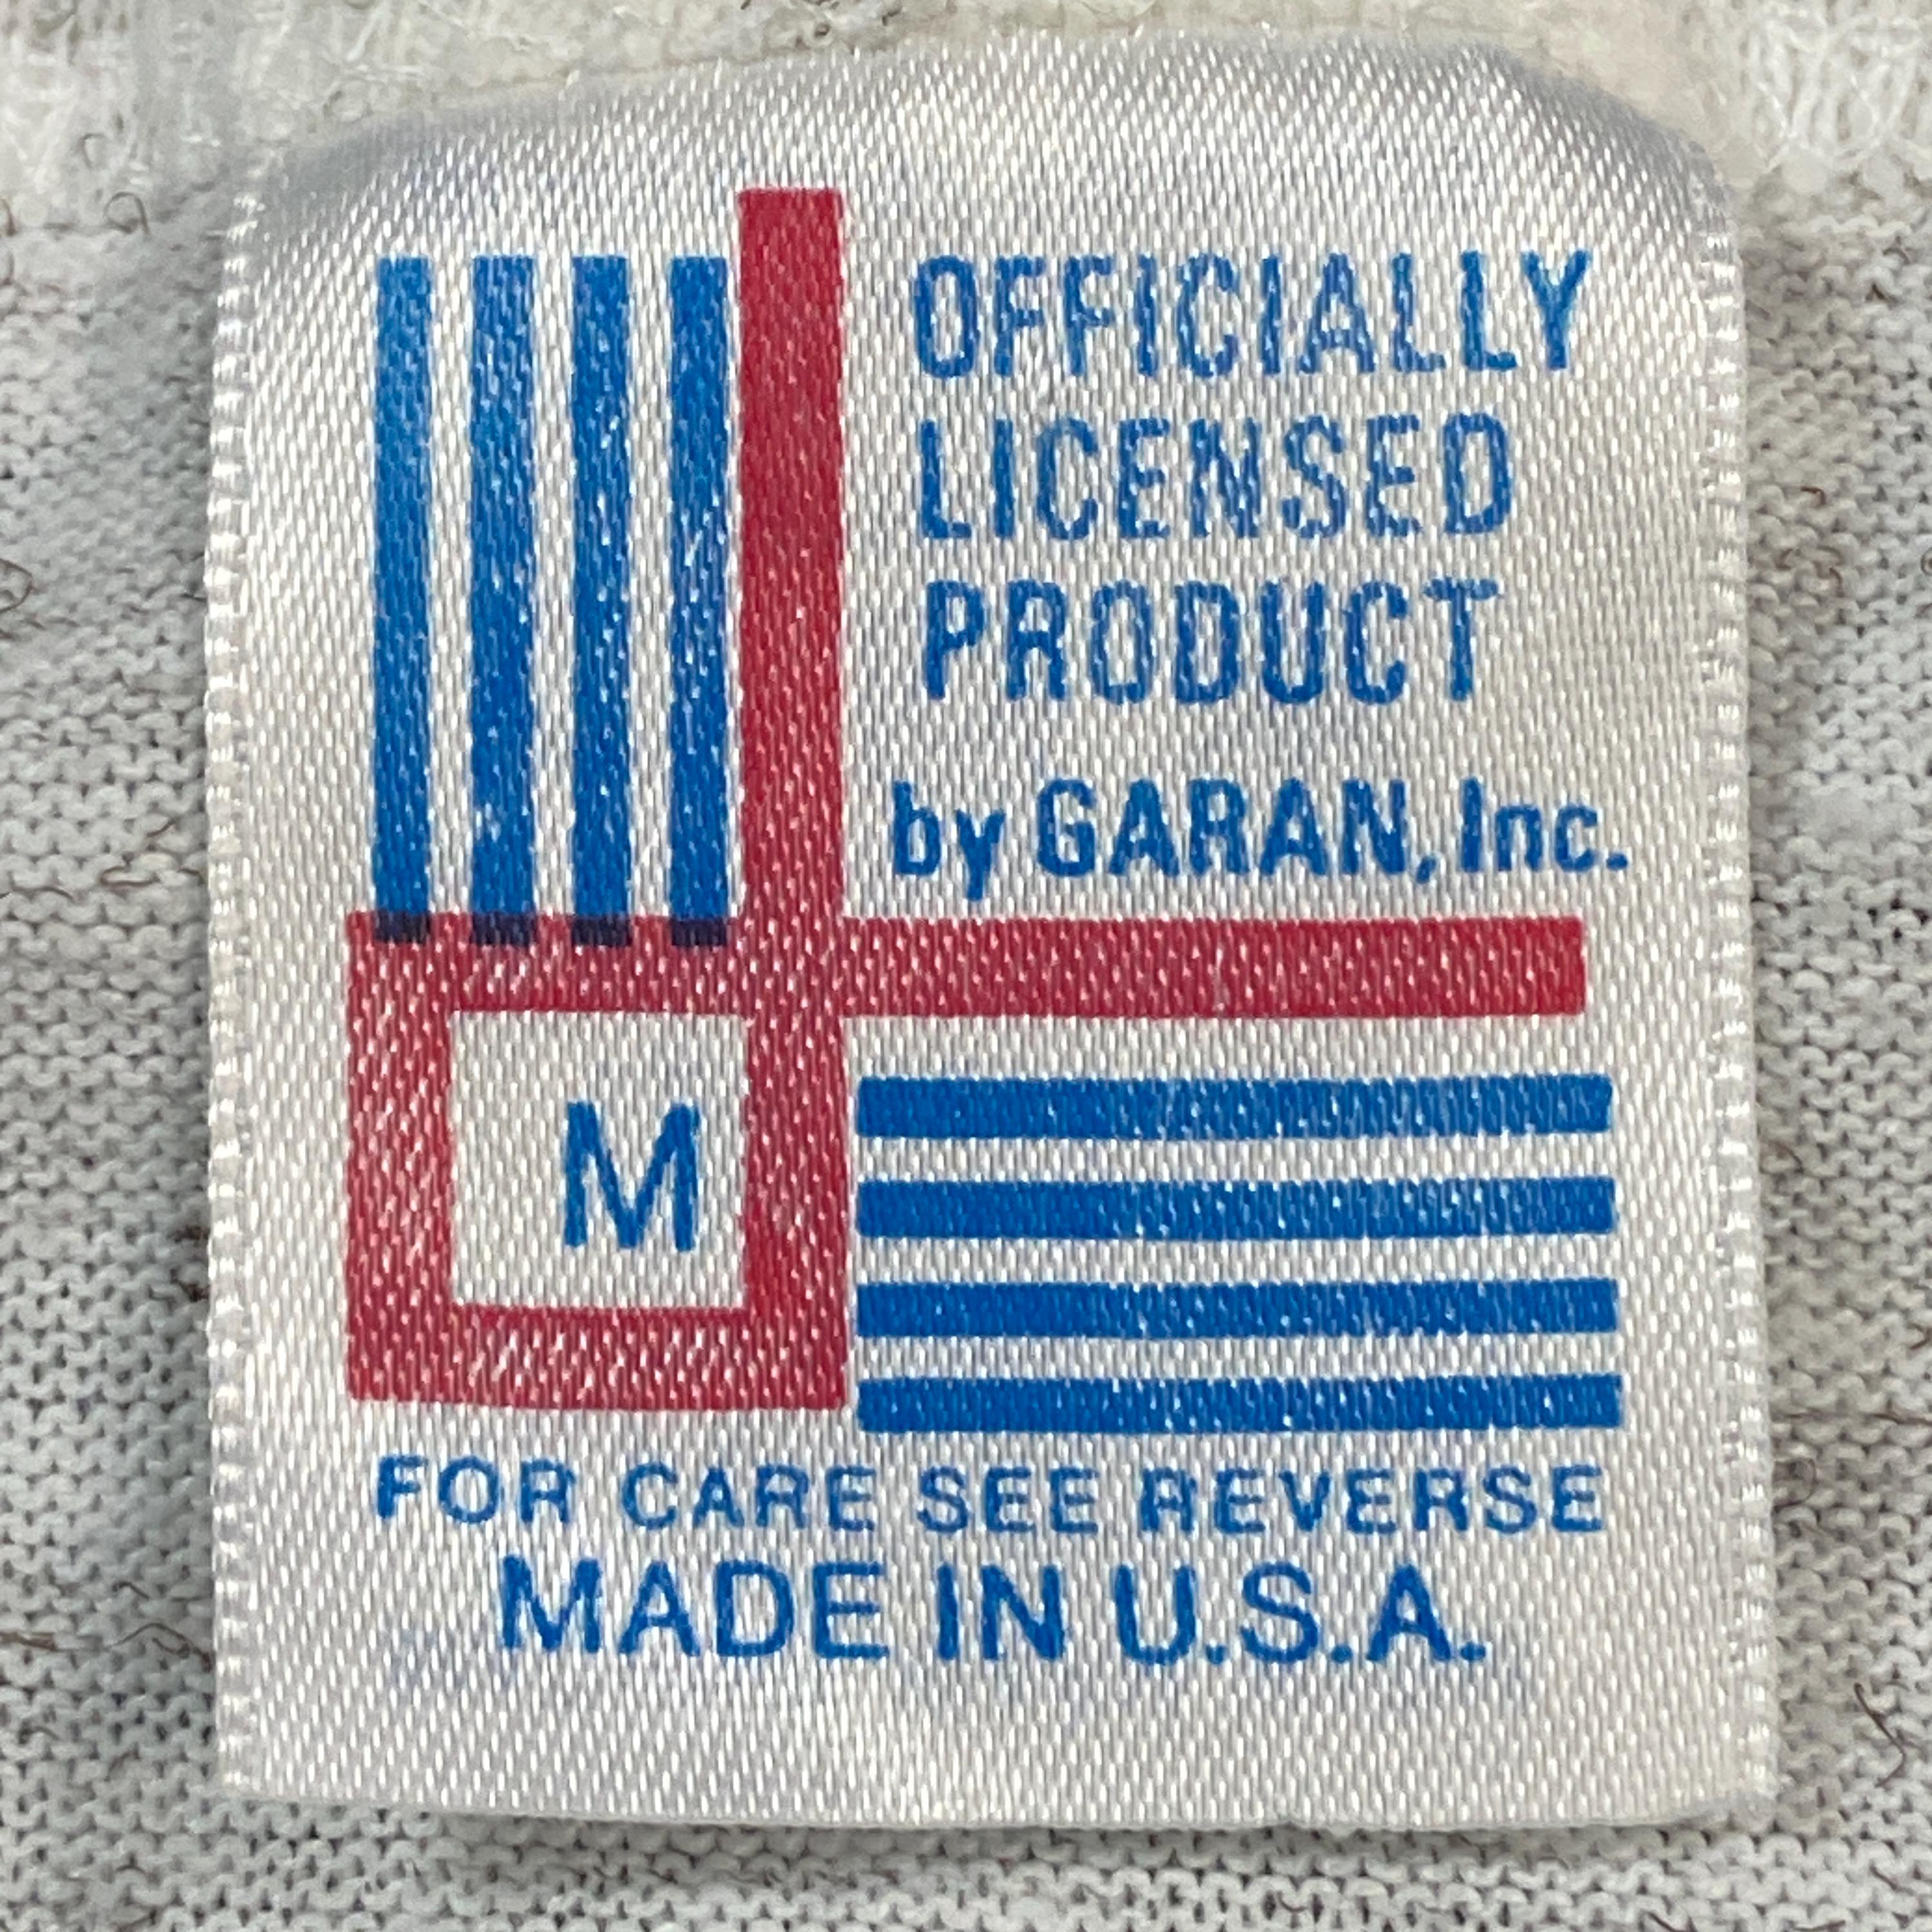 OFFICIALLY
LICENSED
PRODUCT
by GARAN, Inc.
M
FOR CARE SEE REVERSE
MADE IN U.S.A.